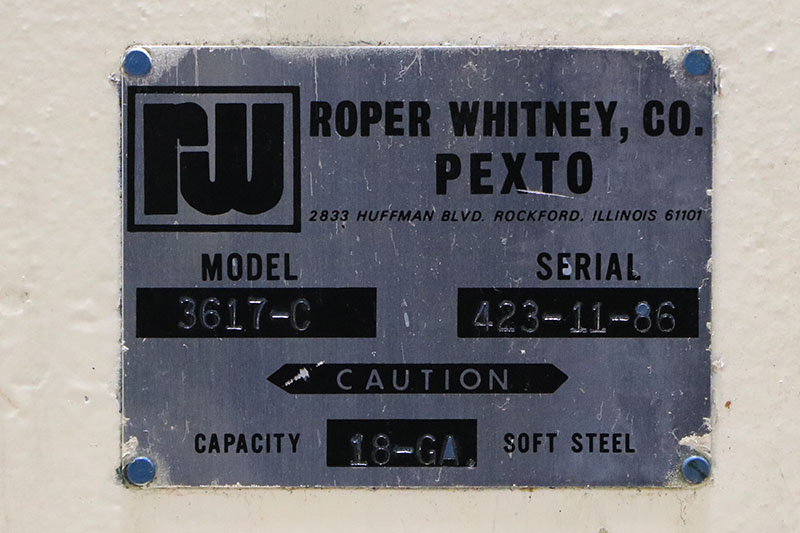 rw
ROPER WHITNEY, CO.
PEXTO
2833 HUFFMAN BLVD. ROCKFORD, ILLINOIS 61101
MODEL SERIAL
3617-C 423-11-86
CAUTION
CAPACITY 18-GA. SOFT STEEL